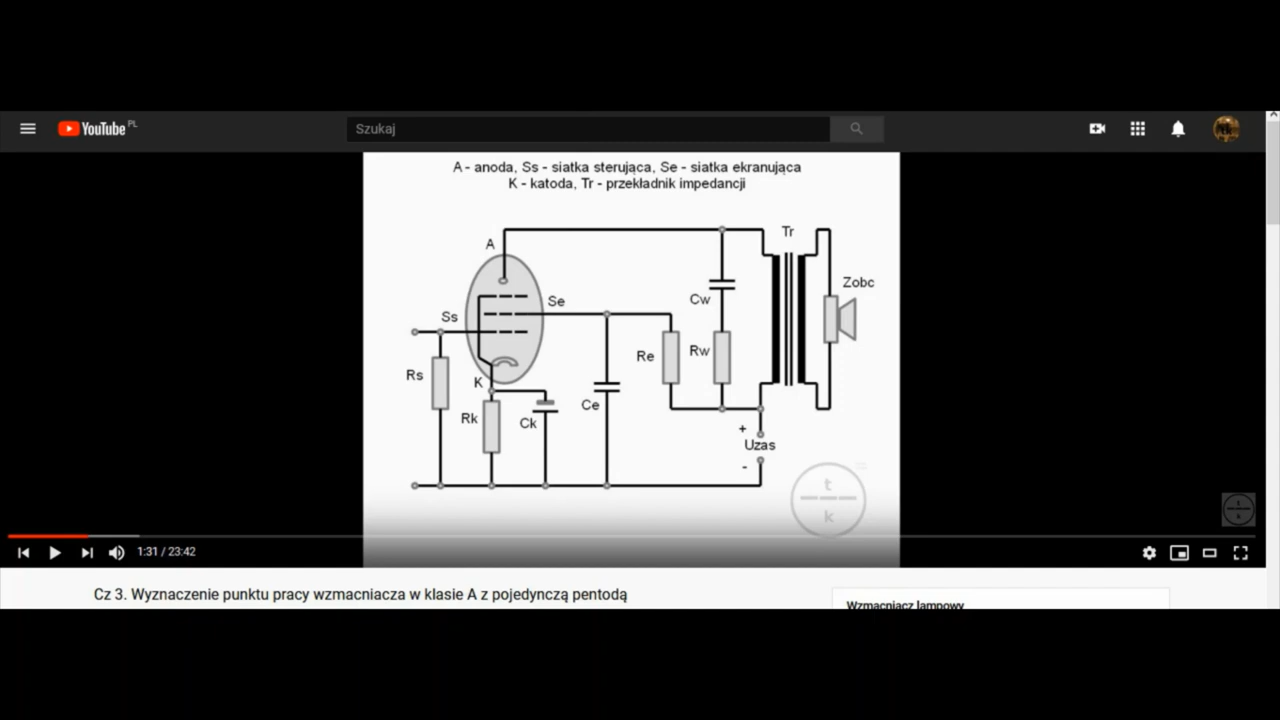 YouTube PL
Szukaj
A - anoda, Ss - siatka sterująca, Se - siatka ekranująca
K - katoda, Tr - przekładnik impedancji
A
Tr
Zobc
Se
Cw
Ss
Re
Rw
Rs
K
Ce
Rk
Ck
+
Uzas
-
t
k
t
k
1:31 / 23:42
Cz 3. Wyznaczenie punktu pracy wzmacniacza w klasie A z pojedynczą pentodą
Wzmacniacz lampowy